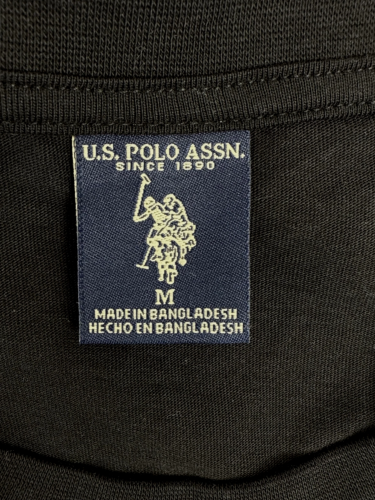 U.S. POLO ASSN.
SINCE 1890
M
MADE IN BANGLADESH
HECHO EN BANGLADESH